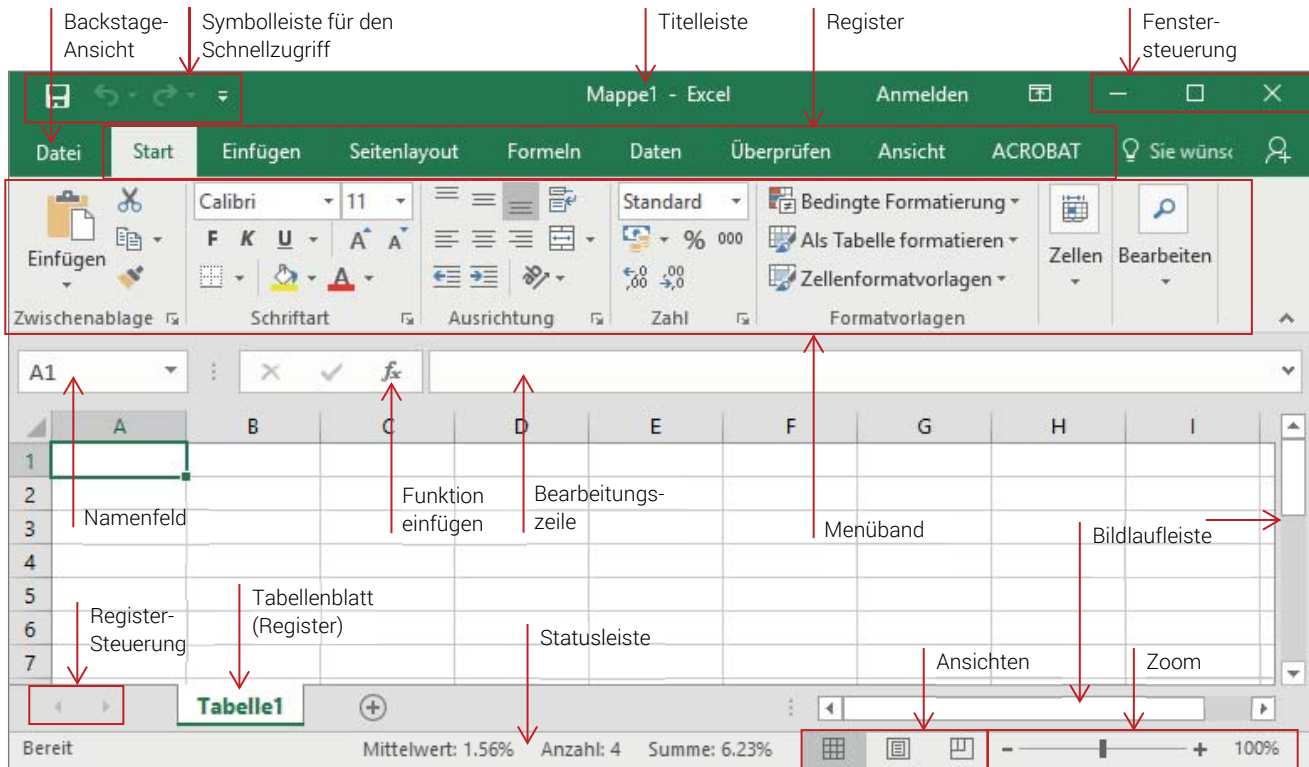 Backstage-
Ansicht
Symbolleiste für den
Schnellzugriff
Titelleiste
Register
Fenster-
steuerung
Mappe1 - Excel
Anmelden
Datei Start Einfügen Seitenlayout Formeln Daten Überprüfen Ansicht ACROBAT Sie wünsc
Einfügen
Zwischenablage
Calibri 11
F K U A A
A
Schriftart
Ausrichtung
Standard
% 000
,00 ,00
,00 ,0
Zahl
Bedingte Formatierung
Als Tabelle formatieren
Zellenformatvorlagen
Formatvorlagen
Zellen
Bearbeiten
A1 fx
A B C D E F G H I
1
2
3
4
5
6
7
Namenfeld
Funktion
einfügen
Bearbeitungs-
zeile
Menüband
Bildlaufleiste
Register-
Steuerung
Tabellenblatt
(Register)
Statusleiste
Ansichten
Zoom
Tabelle1
Bereit Mittelwert: 1.56% Anzahl: 4 Summe: 6.23% - + 100%